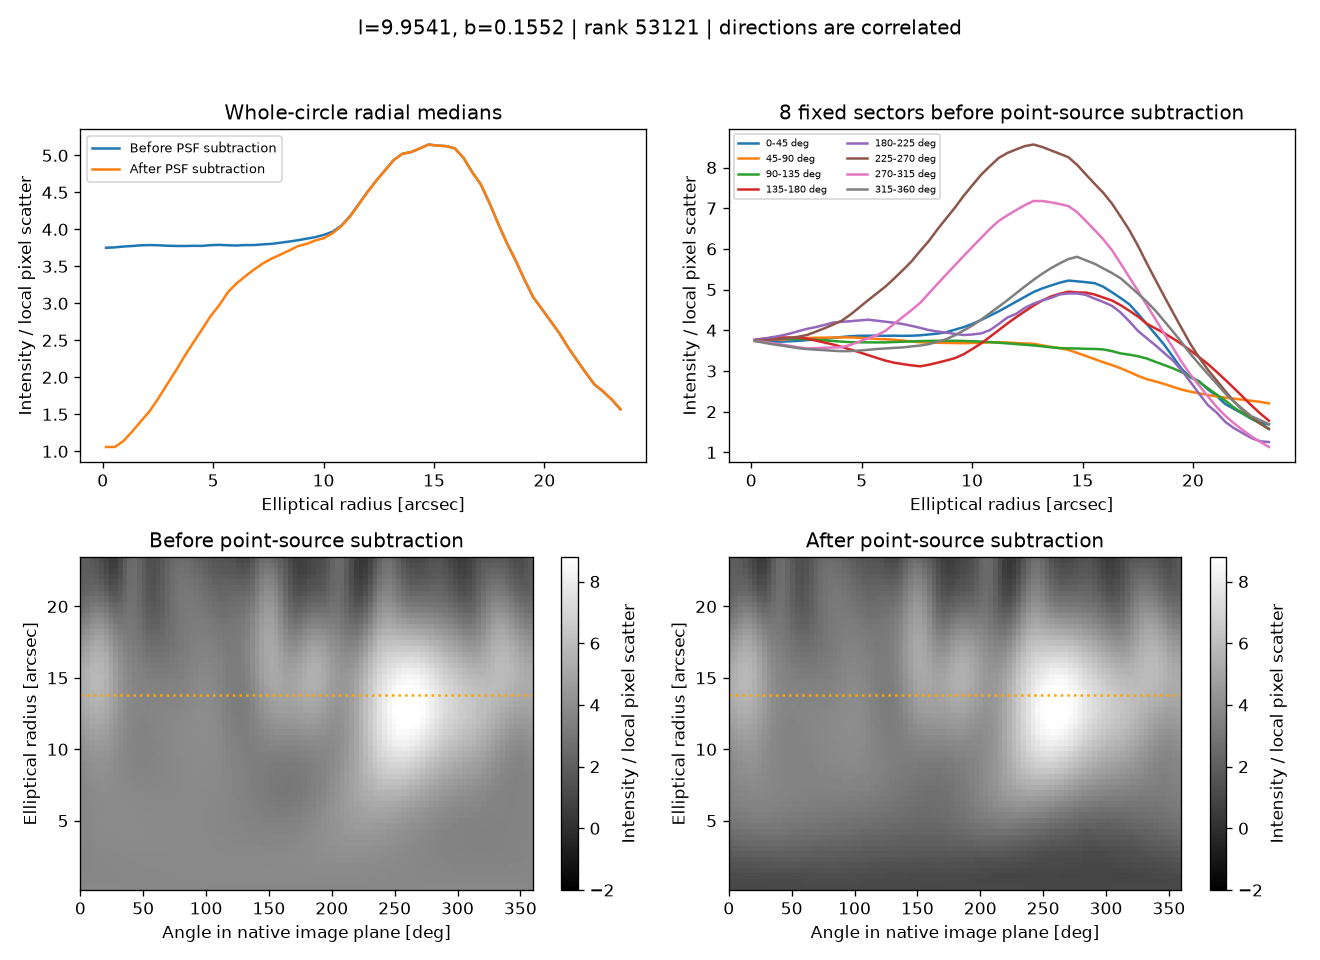 l=9.9541, b=0.1552 | rank 53121 | directions are correlated
Whole-circle radial medians
Before PSF subtraction
After PSF subtraction
5.0
4.5
4.0
3.5
3.0
2.5
2.0
1.5
1.0
Intensity / local pixel scatter
0 5 10 15 20
Elliptical radius [arcsec]
8 fixed sectors before point-source subtraction
0-45 deg
45-90 deg
90-135 deg
135-180 deg
180-225 deg
225-270 deg
270-315 deg
315-360 deg
8
7
6
5
4
3
2
1
Intensity / local pixel scatter
0 5 10 15 20
Elliptical radius [arcsec]
Before point-source subtraction
20
15
10
5
Elliptical radius [arcsec]
0 50 100 150 200 250 300 350
Angle in native image plane [deg]
8
6
4
2
0
−2
Intensity / local pixel scatter
After point-source subtraction
20
15
10
5
Elliptical radius [arcsec]
0 50 100 150 200 250 300 350
Angle in native image plane [deg]
8
6
4
2
0
−2
Intensity / local pixel scatter